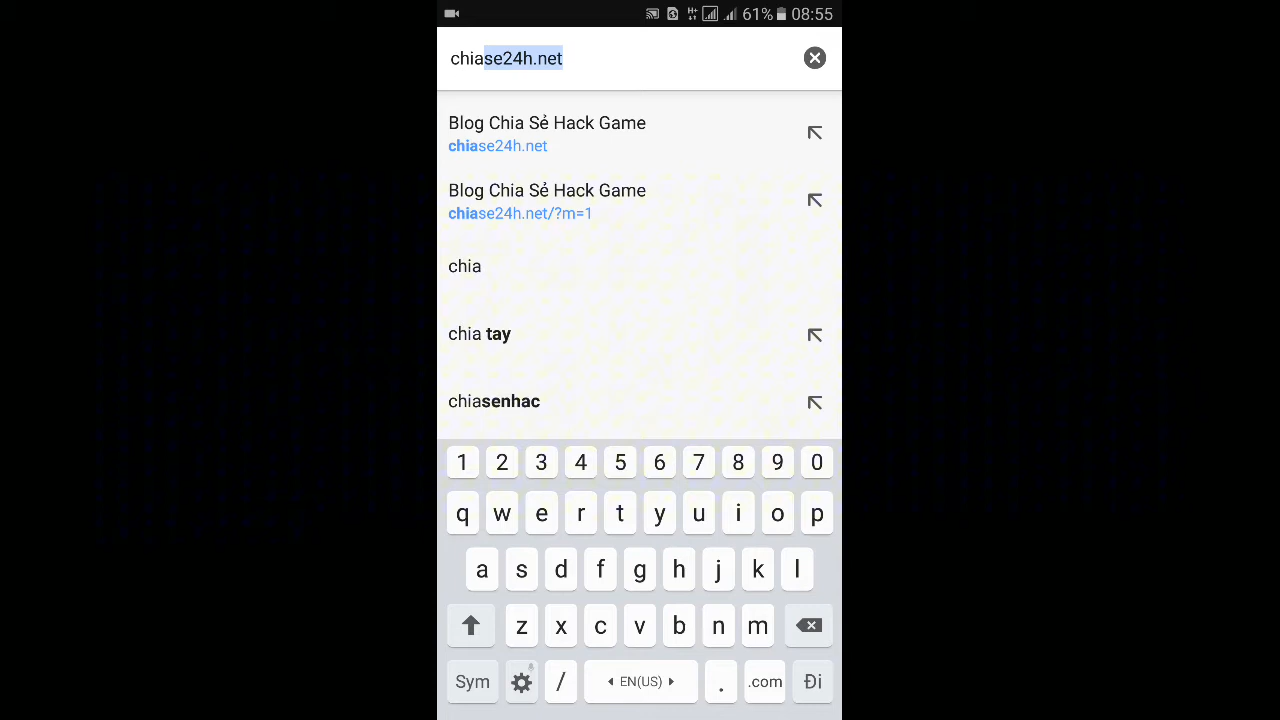 H+ 61% 08:55
chiase24h.net
Blog Chia Sẻ Hack Game
chiase24h.net
Blog Chia Sẻ Hack Game
chiase24h.net/?m=1
chia
chia tay
chiasenhac
1 2 3 4 5 6 7 8 9 0
q w e r t y u i o p
a s d f g h j k l
z x c v b n m
Sym / EN(US) . .com Đi